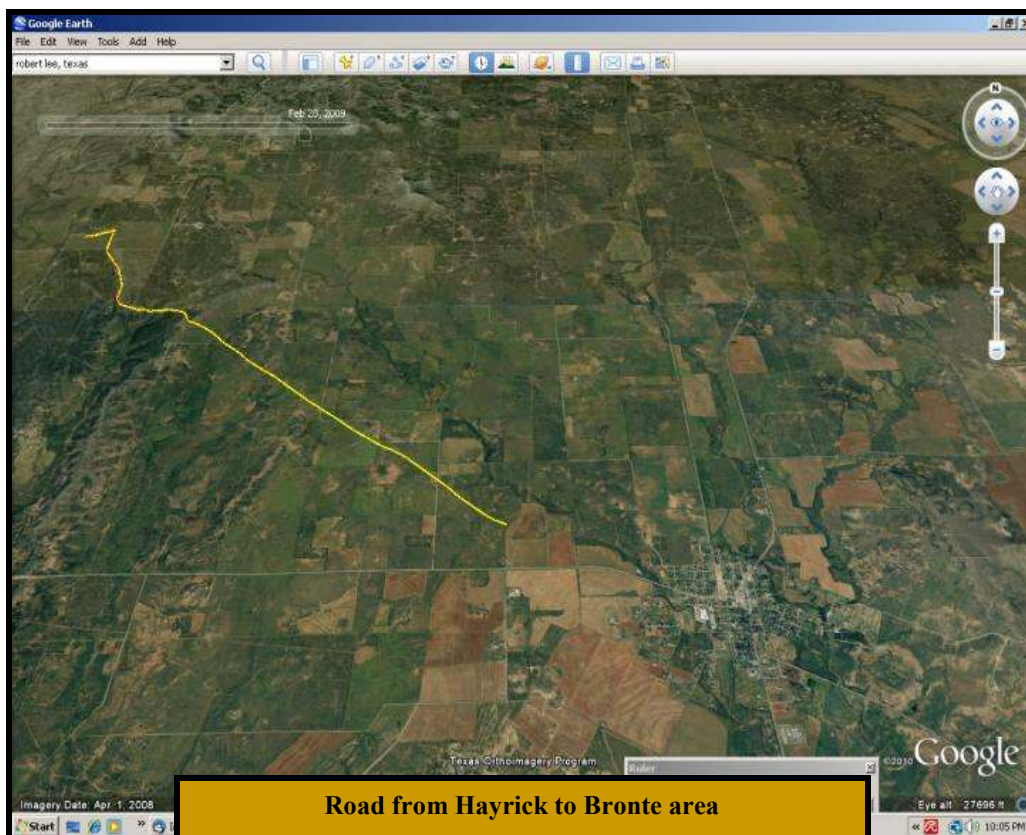 Google Earth
File Edit View Tools Add Help
robert lee, texas
Feb 28, 2009
N
Texas Orthoimagery Program
Ruler
©2010 Google
Road from Hayrick to Bronte area
Imagery Date: Apr 1, 2008
Eye alt 27696 ft
Start
10:05 PM